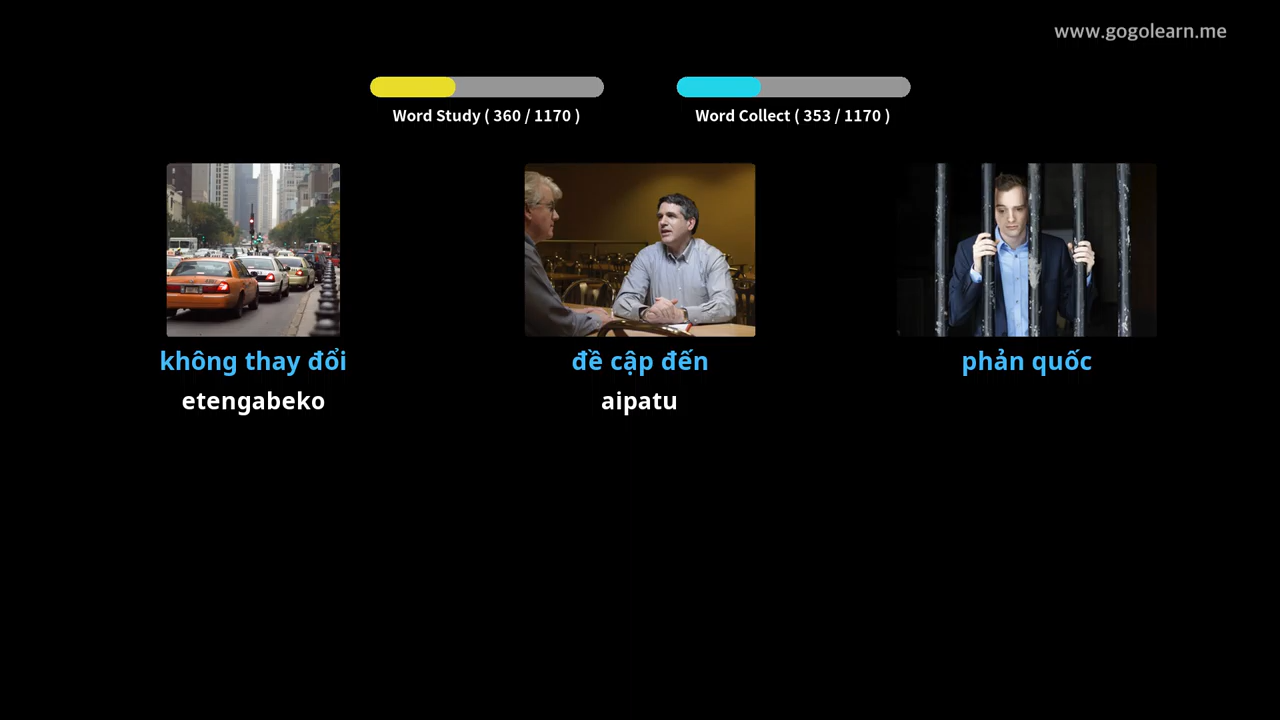 www.gogolearn.me
Word Study ( 360 / 1170 )
Word Collect ( 353 / 1170 )
không thay đổi
đề cập đến
phản quốc
etengabeko
aipatu